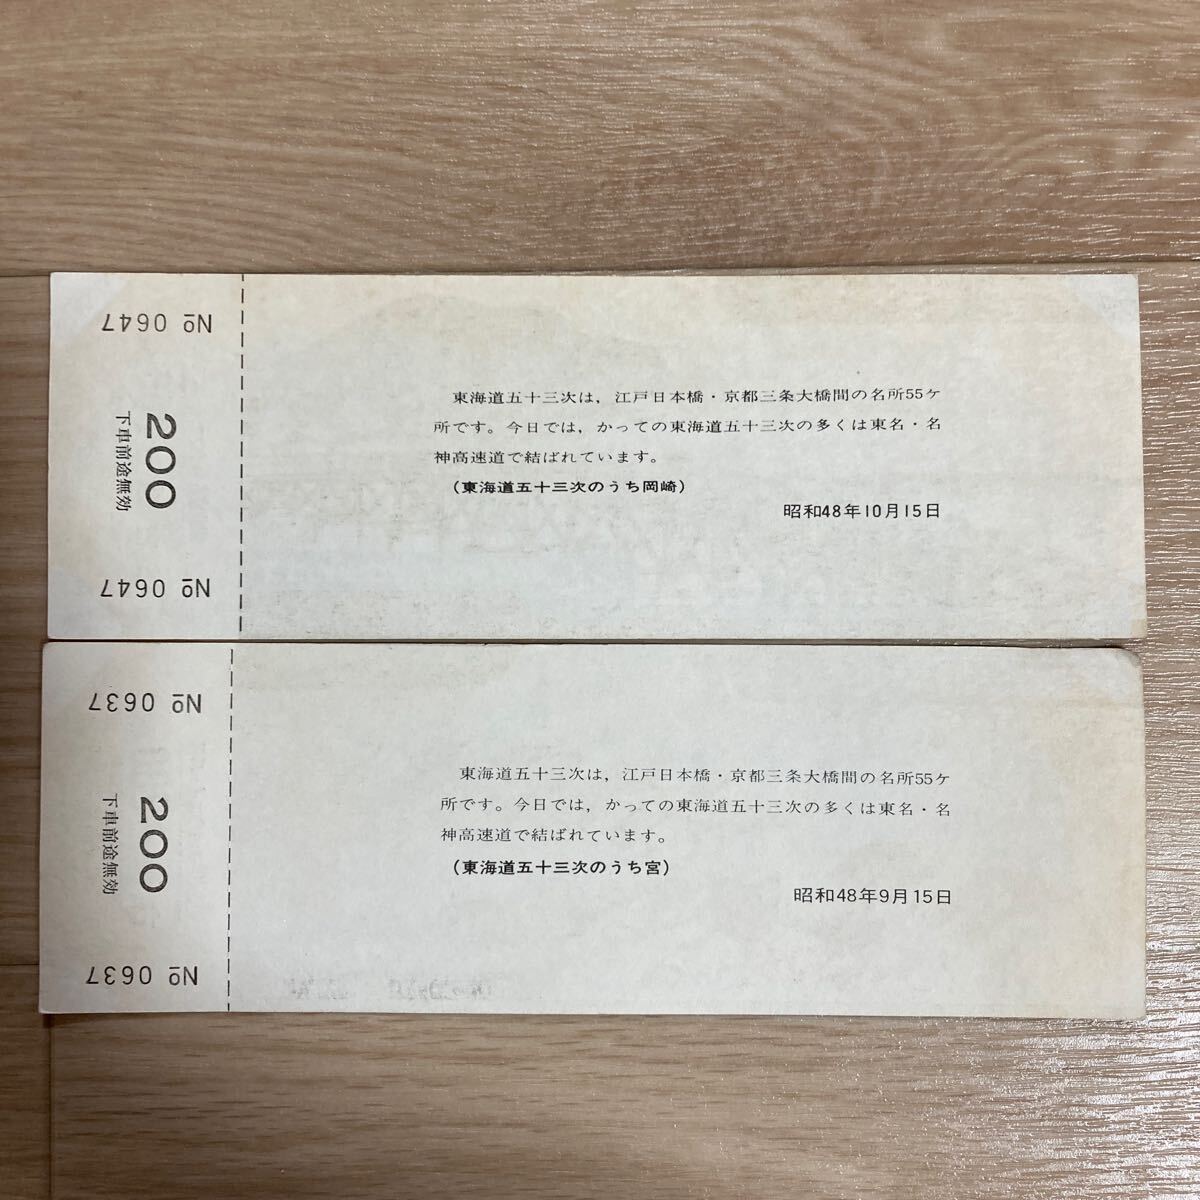 № 0647
200
下車前途無効
№ 0647
東海道五十三次は，江戸日本橋・京都三条大橋間の名所55ケ
所です。今日では，かっての東海道五十三次の多くは東名・名
神高速道で結ばれています。
(東海道五十三次のうち岡崎)
昭和48年10月15日
№ 0637
200
下車前途無効
№ 0637
東海道五十三次は，江戸日本橋・京都三条大橋間の名所55ケ
所です。今日では，かっての東海道五十三次の多くは東名・名
神高速道で結ばれています。
(東海道五十三次のうち宮)
昭和48年9月15日